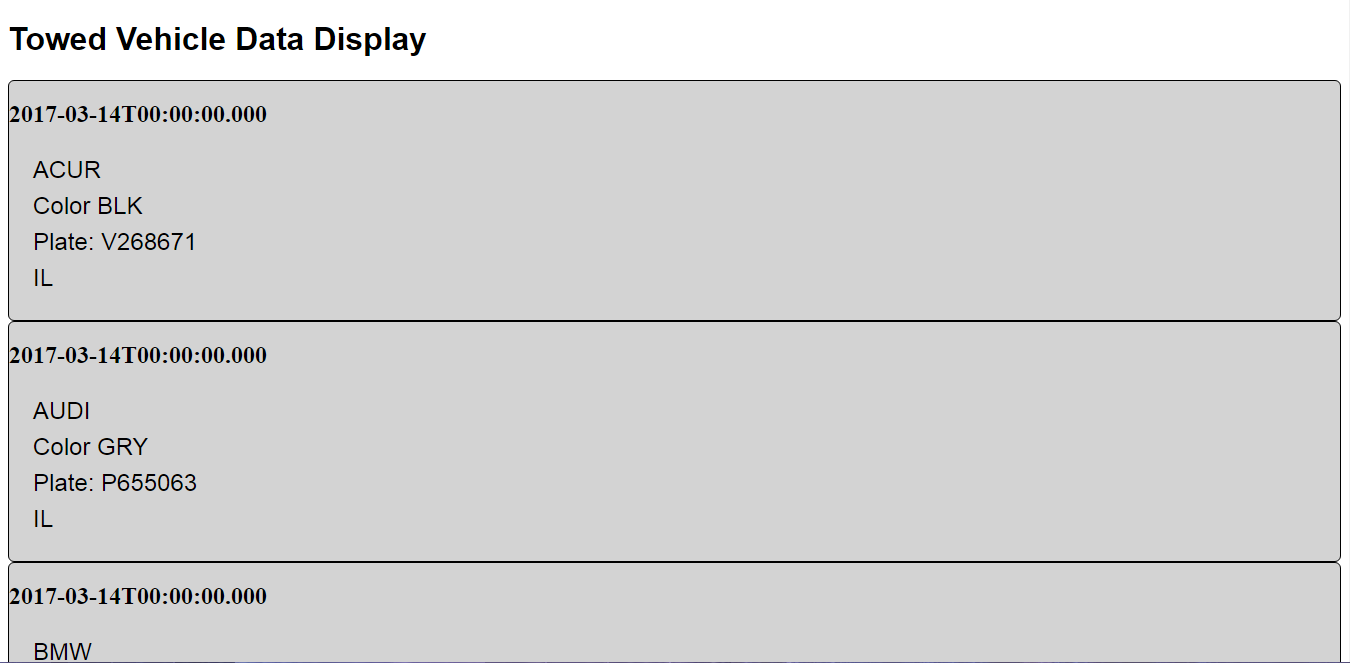 Towed Vehicle Data Display
2017-03-14T00:00:00.000
ACUR
Color BLK
Plate: V268671
IL
2017-03-14T00:00:00.000
AUDI
Color GRY
Plate: P655063
IL
2017-03-14T00:00:00.000
BMW